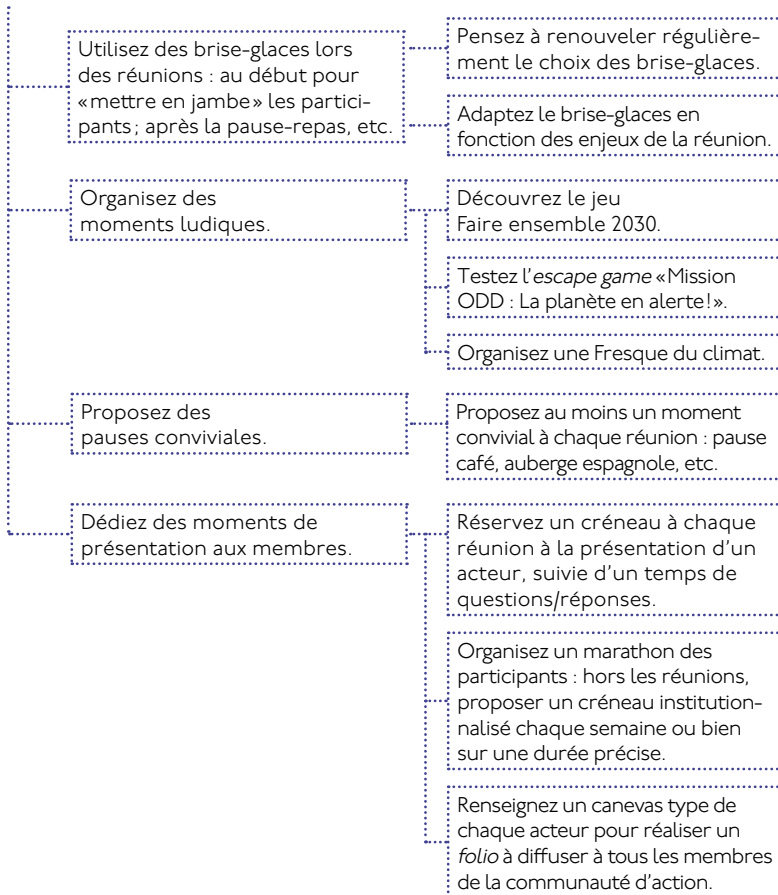 Utilisez des brise-glaces lors
des réunions : au début pour
«mettre en jambe» les partici-
pants ; après la pause-repas, etc.
Pensez à renouveler régulière-
ment le choix des brise-glaces.
Adaptez le brise-glaces en
fonction des enjeux de la réunion.
Organisez des
moments ludiques.
Découvrez le jeu
Faire ensemble 2030.
Testez l'escape game «Mission
ODD : La planète en alerte!».
Organisez une Fresque du climat.
Proposez des
pauses conviviales.
Proposez au moins un moment
convivial à chaque réunion : pause
café, auberge espagnole, etc.
Dédiez des moments de
présentation aux membres.
Réservez un créneau à chaque
réunion à la présentation d'un
acteur, suivie d'un temps de
questions/réponses.
Organisez un marathon des
participants : hors les réunions,
proposer un créneau institution-
nalisé chaque semaine ou bien
sur une durée précise.
Renseignez un canevas type de
chaque acteur pour réaliser un
folio à diffuser à tous les membres
de la communauté d'action.